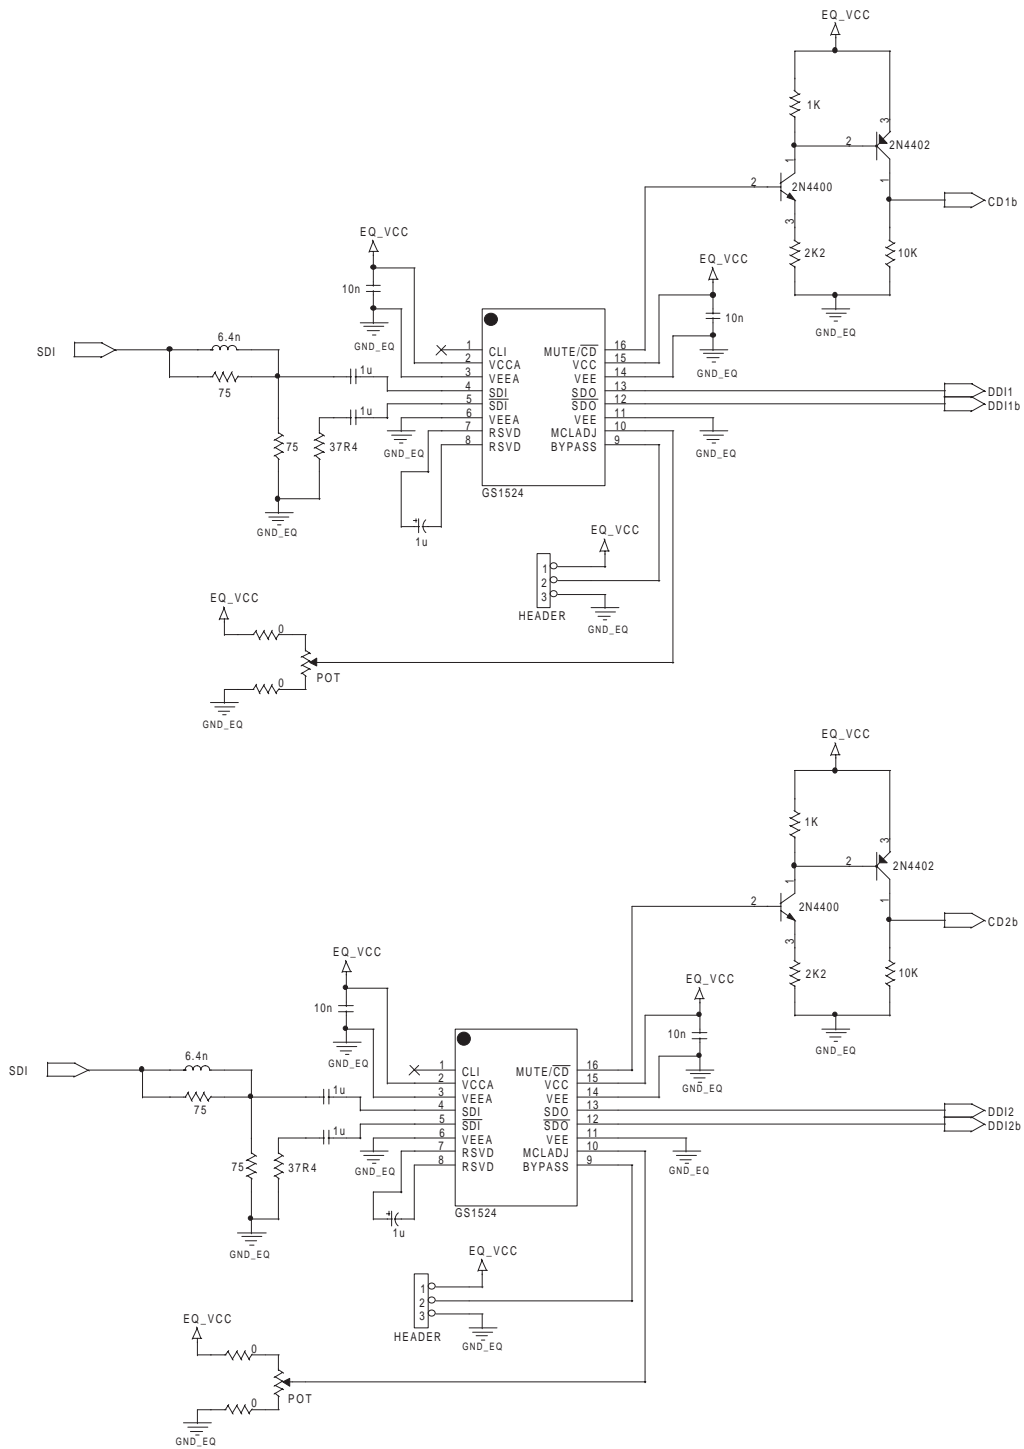 EQ_VCC
1K
3
2
2N4402
1
1
2
2N4400
CD1b
3
EQ_VCC
2K2
10K
EQ_VCC
10n
10n
GND_EQ
GND_EQ
GND_EQ
6.4n
SDI
75
1u
1u
75
37R4
GND_EQ
GND_EQ
1 CLI MUTE/CD 16
2 VCCA VCC 15
3 VEEA VEE 14
4 SDI SDO 13
5 SDI SDO 12
6 VEEA VEE 11
7 RSVD MCLADJ 10
8 RSVD BYPASS 9
DDI1
DDI1b
GND_EQ
GS1524
+
1u
EQ_VCC
1
2
3
HEADER
GND_EQ
EQ_VCC
0
POT
0
GND_EQ
EQ_VCC
1K
3
2
2N4402
1
1
2
2N4400
CD2b
3
EQ_VCC
2K2
10K
EQ_VCC
10n
10n
GND_EQ
GND_EQ
GND_EQ
6.4n
SDI
75
1u
1u
75
37R4
GND_EQ
GND_EQ
1 CLI MUTE/CD 16
2 VCCA VCC 15
3 VEEA VEE 14
4 SDI SDO 13
5 SDI SDO 12
6 VEEA VEE 11
7 RSVD MCLADJ 10
8 RSVD BYPASS 9
DDI2
DDI2b
GND_EQ
GS1524
+
1u
EQ_VCC
1
2
3
HEADER
GND_EQ
EQ_VCC
0
POT
0
GND_EQ